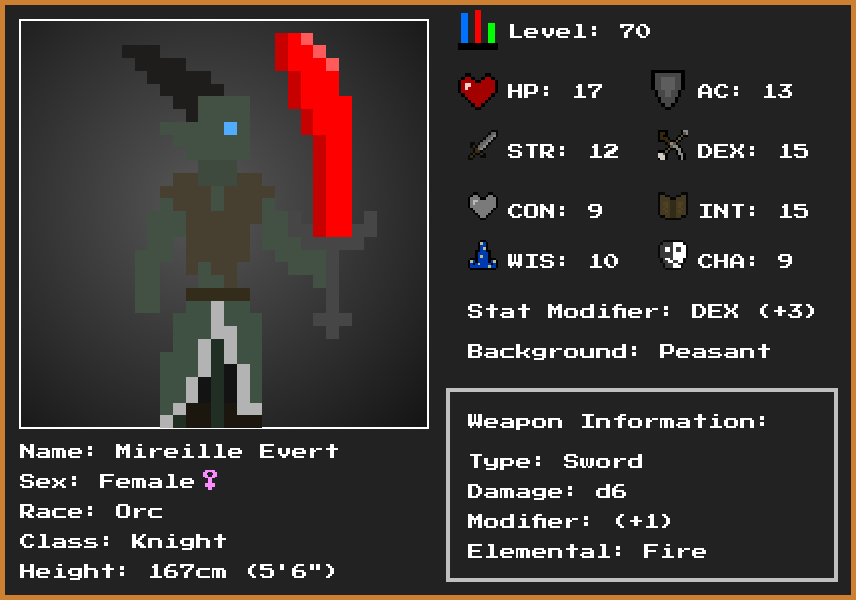 Level: 70
HP: 17
AC: 13
STR: 12
DEX: 15
CON: 9
INT: 15
WIS: 10
CHA: 9
Stat Modifier: DEX (+3)
Background: Peasant
Weapon Information:
Type: Sword
Damage: d6
Modifier: (+1)
Elemental: Fire
Name: Mireille Evert
Sex: Female♀
Race: Orc
Class: Knight
Height: 167cm (5'6")